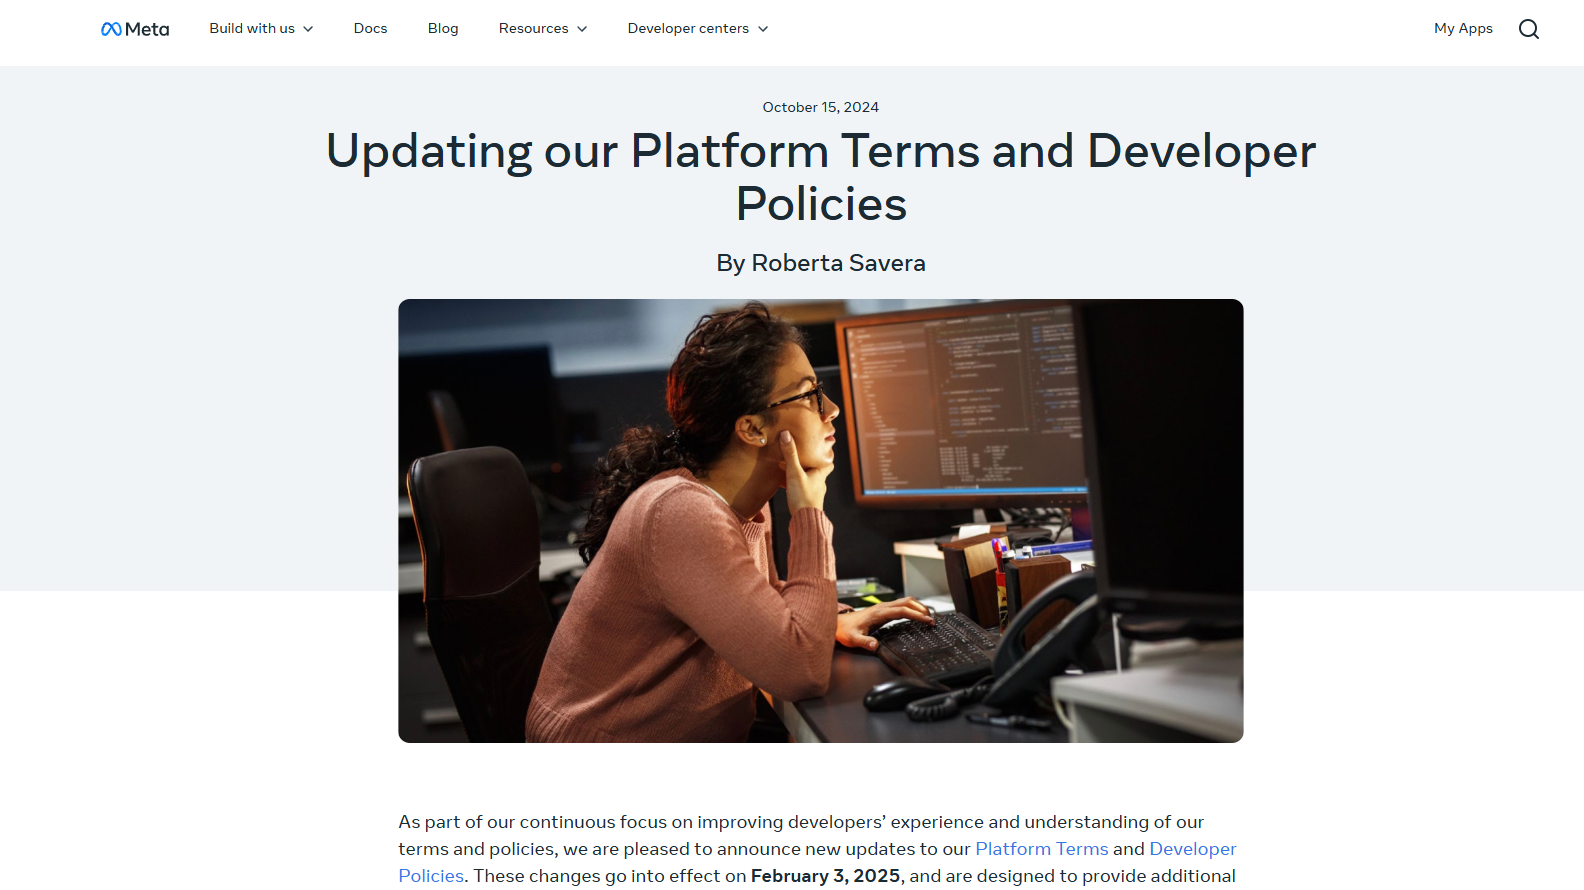 Meta
Build with us
Docs
Blog
Resources
Developer centers
My Apps
October 15, 2024
Updating our Platform Terms and Developer
Policies
By Roberta Savera
As part of our continuous focus on improving developers’ experience and understanding of our
terms and policies, we are pleased to announce new updates to our Platform Terms and Developer
Policies. These changes go into effect on February 3, 2025, and are designed to provide additional